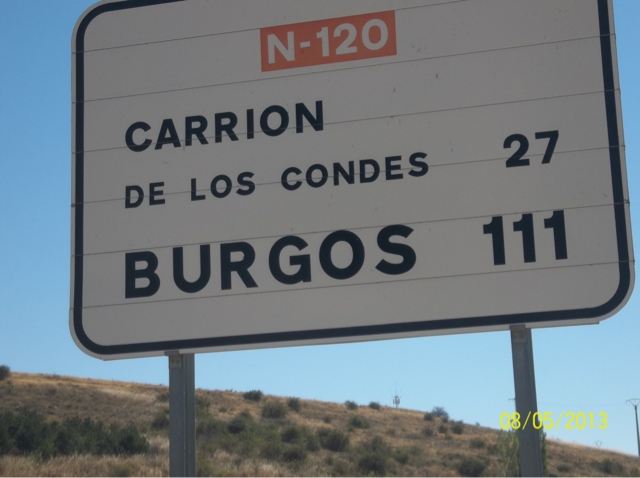 N-120
CARRION
DE LOS CONDES 27
BURGOS 111
08/05/2013